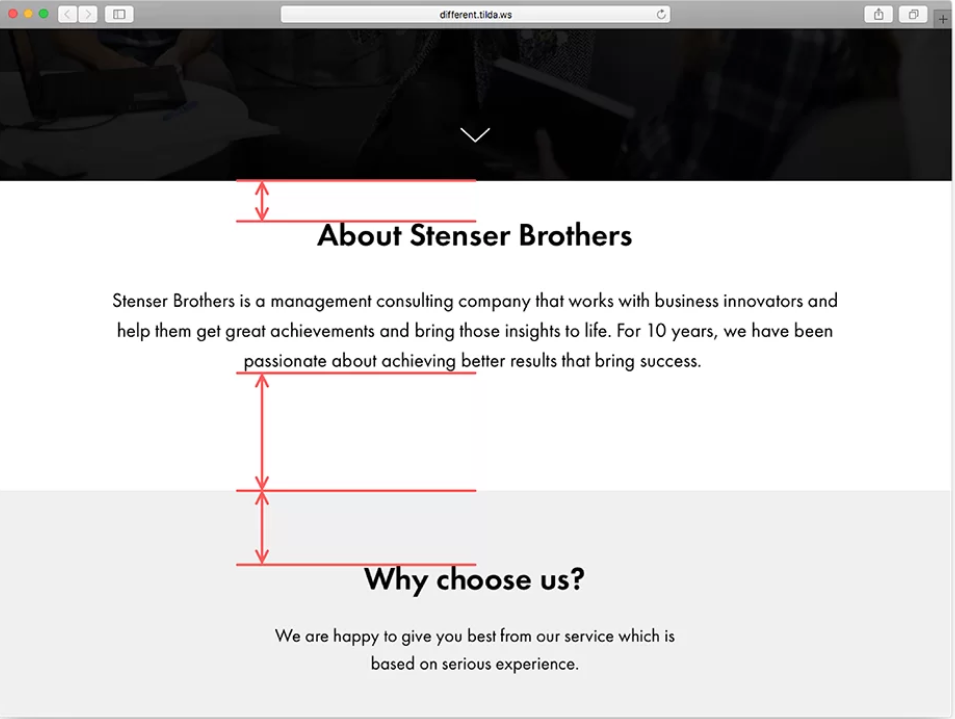 different.tilda.ws
About Stenser Brothers
Stenser Brothers is a management consulting company that works with business innovators and
help them get great achievements and bring those insights to life. For 10 years, we have been
passionate about achieving better results that bring success.
Why choose us?
We are happy to give you best from our service which is
based on serious experience.